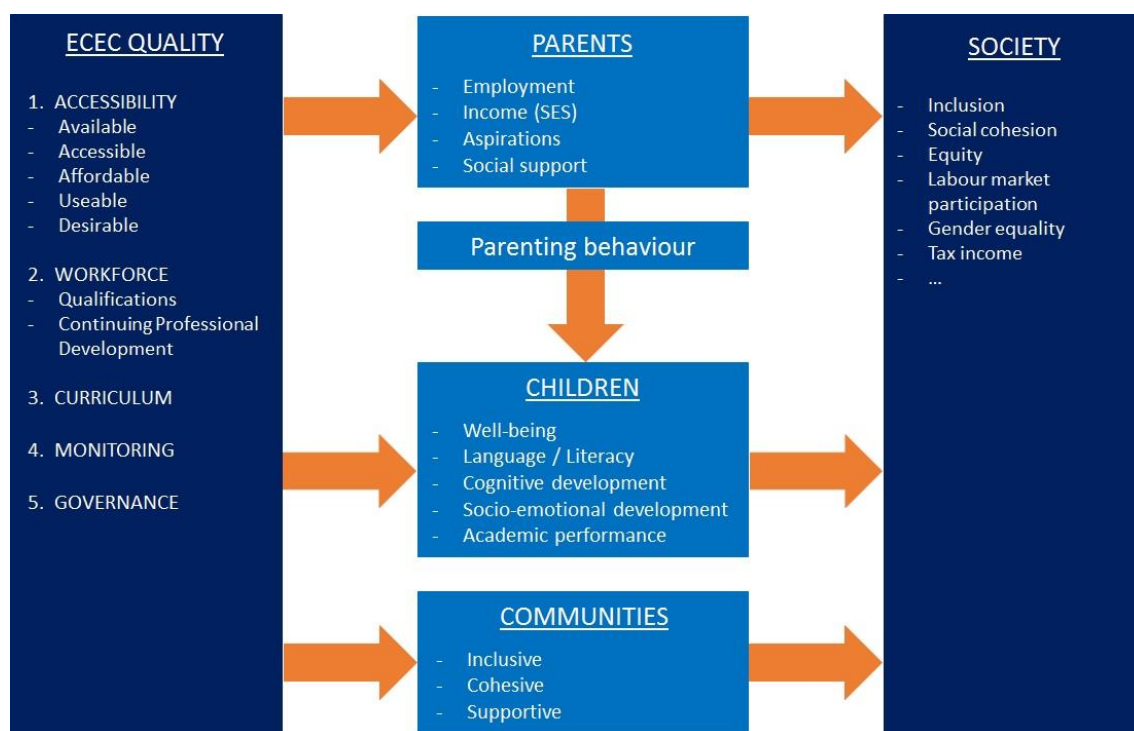 ECEC QUALITY
1. ACCESSIBILITY
- Available
- Accessible
- Affordable
- Useable
- Desirable
2. WORKFORCE
- Qualifications
- Continuing Professional
Development
3. CURRICULUM
4. MONITORING
5. GOVERNANCE
PARENTS
- Employment
- Income (SES)
- Aspirations
- Social support
Parenting behaviour
CHILDREN
- Well-being
- Language / Literacy
- Cognitive development
- Socio-emotional development
- Academic performance
COMMUNITIES
- Inclusive
- Cohesive
- Supportive
SOCIETY
- Inclusion
- Social cohesion
- Equity
- Labour market
participation
- Gender equality
- Tax income
- ...